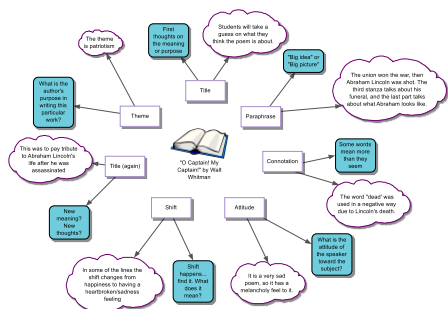 The theme
is patriotism
First
thoughts on
the meaning
or purpose
Students will take a
guess on what they
think the poem is about.
"Big idea" or
"Big picture"
What is the
author's
purpose in
writing this
particular
work?
Theme
Title
Paraphrase
The union won the war, then
Abraham Lincoln was shot. The
third stanza talks about his
funeral, and the last part talks
about what Abraham looks like.
This was to pay tribute
to Abraham Lincoln's
life after he was
assassinated
Title (again)
"O Captain! My
Captain!" by Walt
Whitman
Connotation
Some words
mean more
than they
seem
The word "dead' was
used in a negative way
due to Lincoln's death.
New
meaning?
New
thoughts?
Shift
Attitude
In some of the lines the
shift changes from
happiness to having a
heartbroken/sadness
feeling
Shift
happens...
find it. What
does it
mean?
It is a very sad
poem, so it has a
melancholy feel to it.
What is the
attitude of
the speaker
toward the
subject?